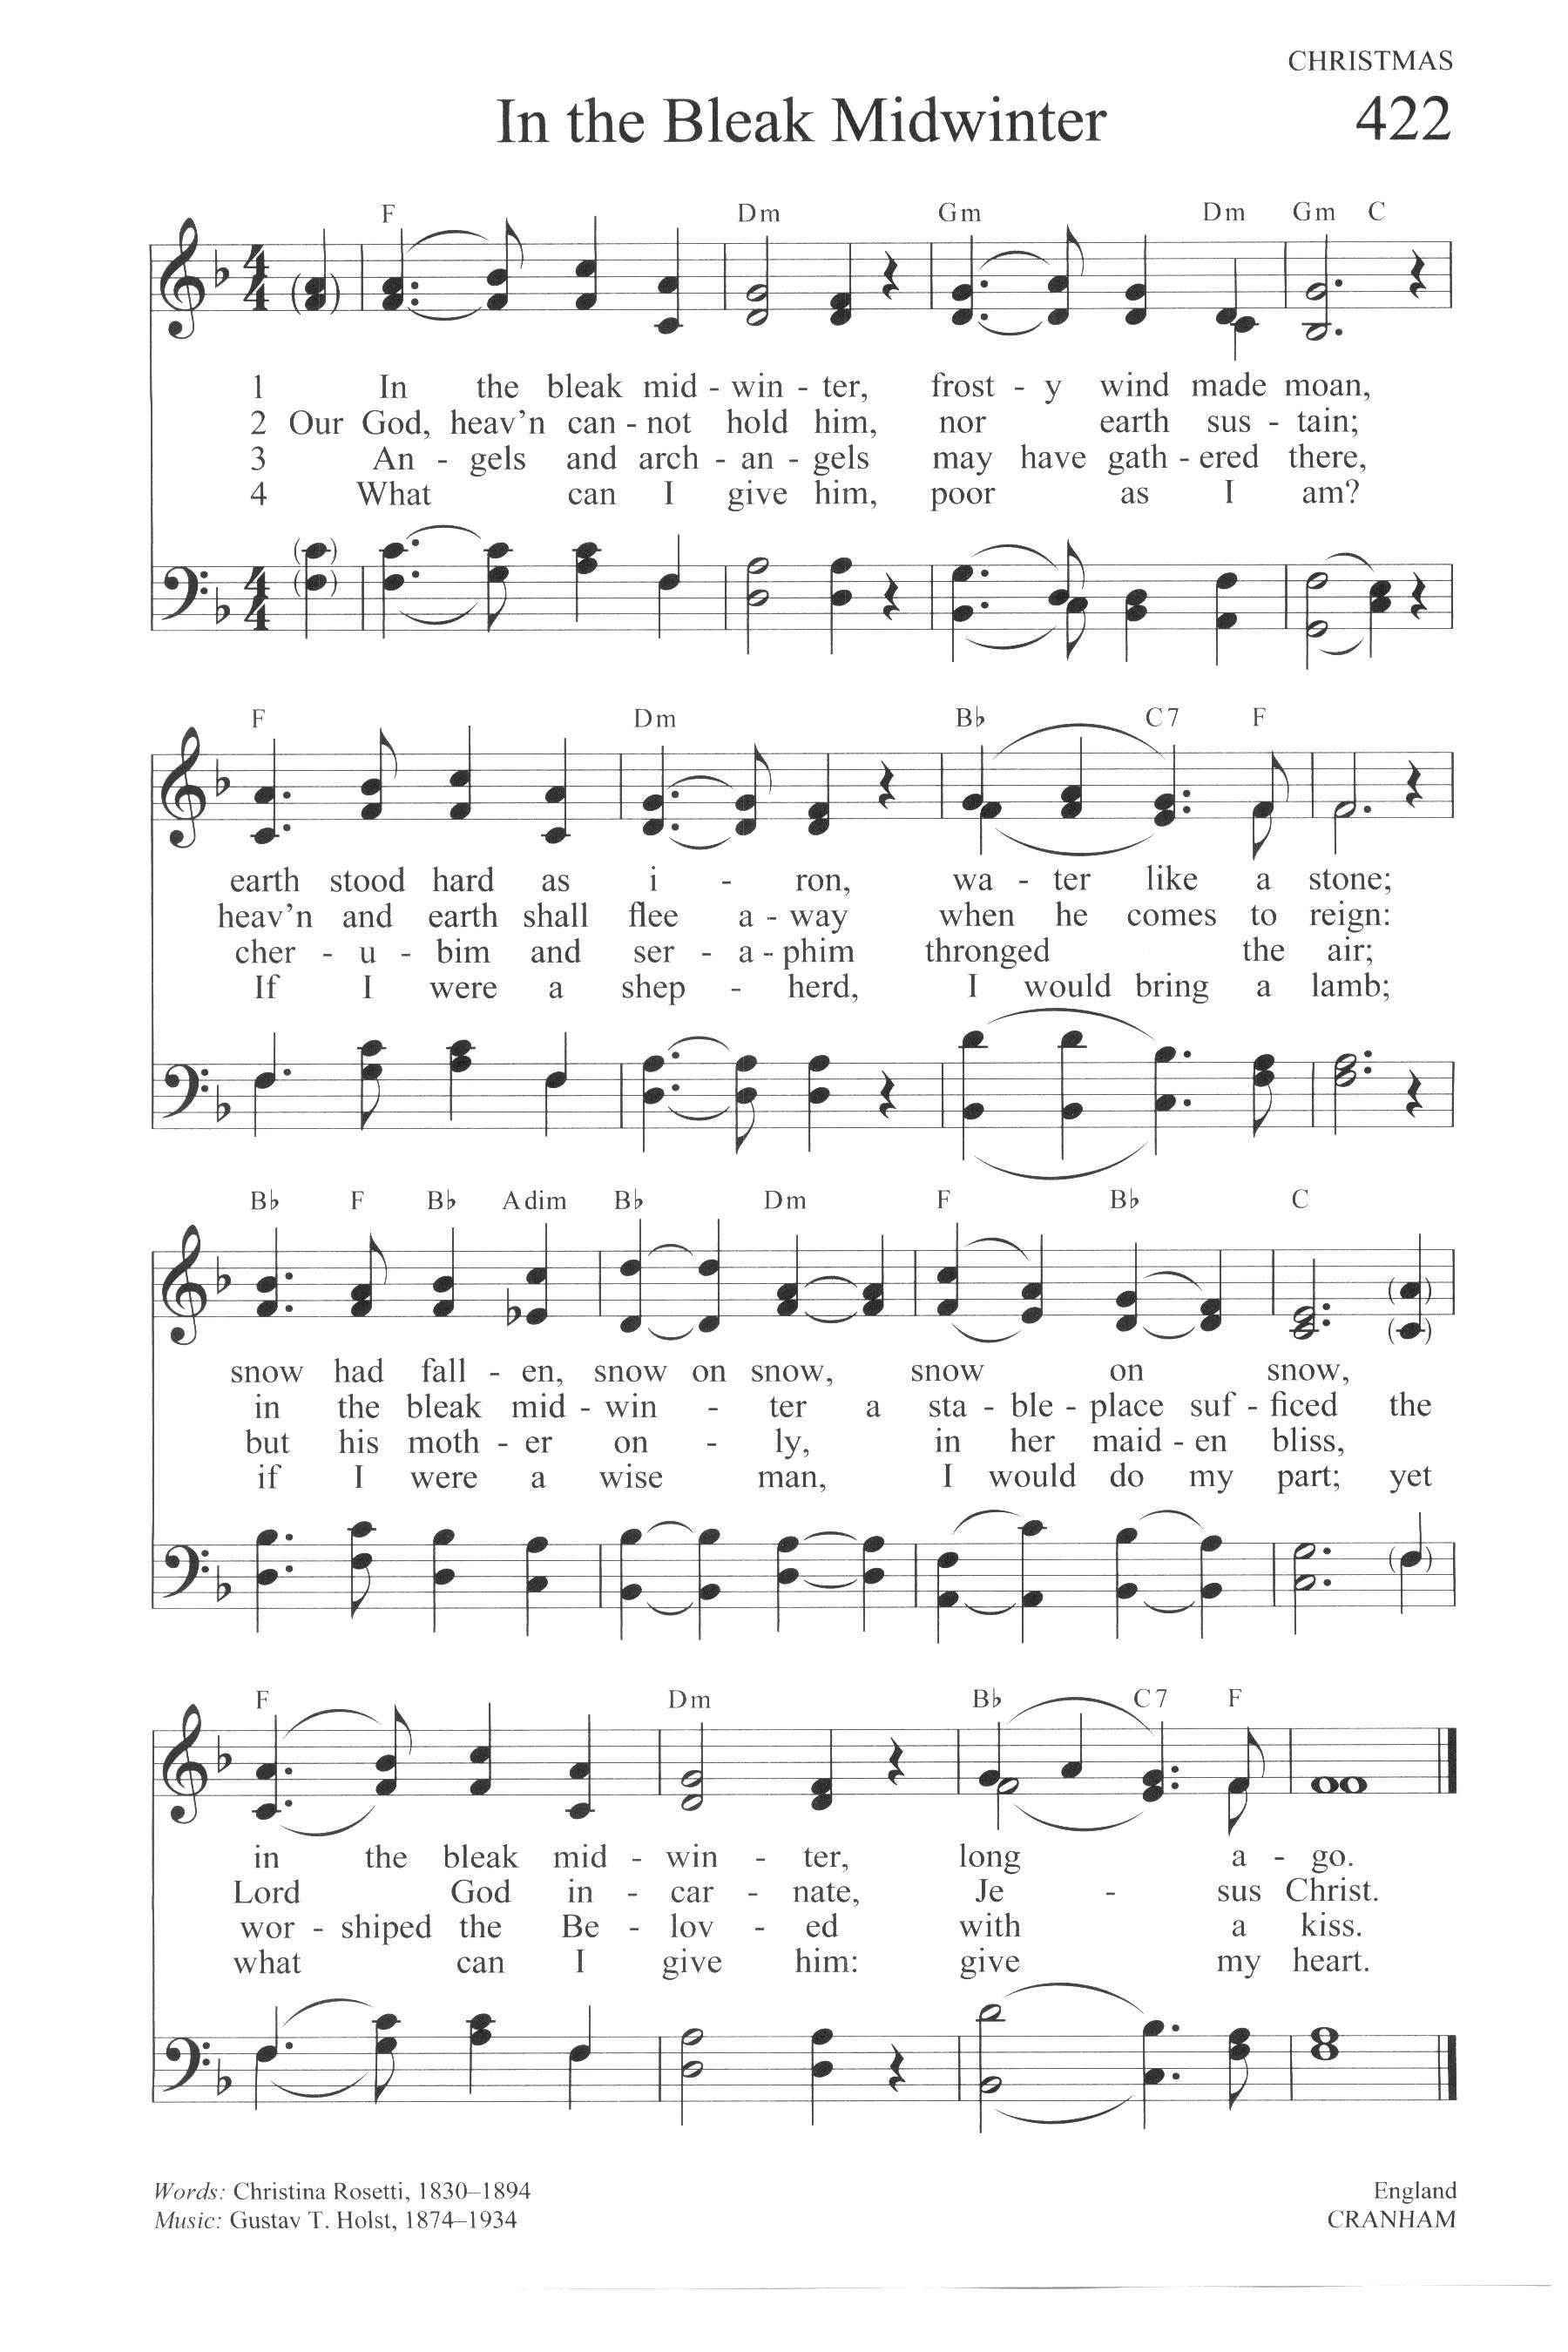 CHRISTMAS
In the Bleak Midwinter 422
F Dm Gm Dm Gm C
1 In the bleak mid - win - ter, frost - y wind made moan,
2 Our God, heav’n can - not hold him, nor earth sus - tain;
3 An - gels and arch - an - gels may have gath - ered there,
4 What can I give him, poor as I am?
F Dm B♭ C7 F
earth stood hard as i - ron, wa - ter like a stone;
heav’n and earth shall flee a - way when he comes to reign:
cher - u - bim and ser - a - phim thronged the air;
If I were a shep - herd, I would bring a lamb;
B♭ F B♭ Adim B♭ Dm F B♭ C
snow had fall - en, snow on snow, snow on snow,
in the bleak mid - win - ter a sta - ble - place suf - ficed the
but his moth - er on - ly, in her maid - en bliss,
if I were a wise man, I would do my part; yet
F Dm B♭ C7 F
in the bleak mid - win - ter, long a - go.
Lord God in - car - nate, Je - sus Christ.
wor - shiped the Be - lov - ed with a kiss.
what can I give him: give my heart.
Words: Christina Rosetti, 1830–1894 England
Music: Gustav T. Holst, 1874–1934 CRANHAM